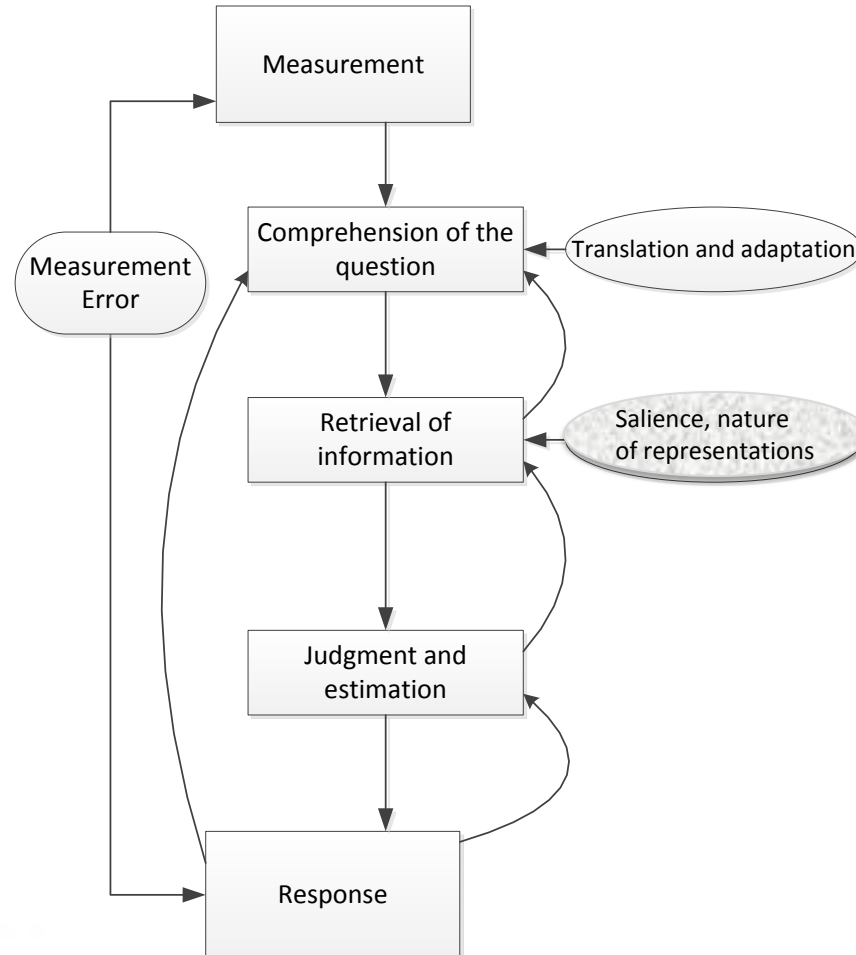 Measurement
Comprehension of the
question
Translation and adaptation
Measurement
Error
Retrieval of
information
Salience, nature
of representations
Judgment and
estimation
Response